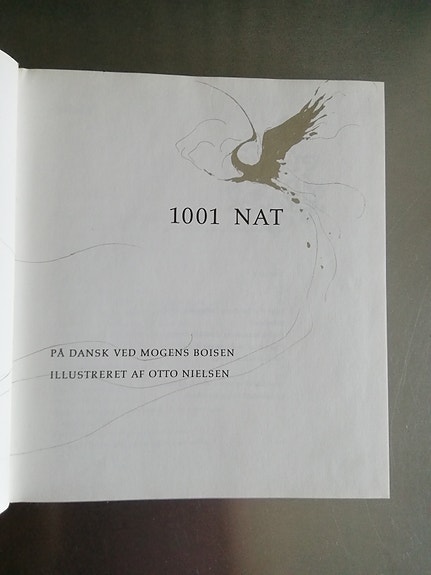 1001 NAT
PÅ DANSK VED MOGENS BOISEN
ILLUSTRERET AF OTTO NIELSEN